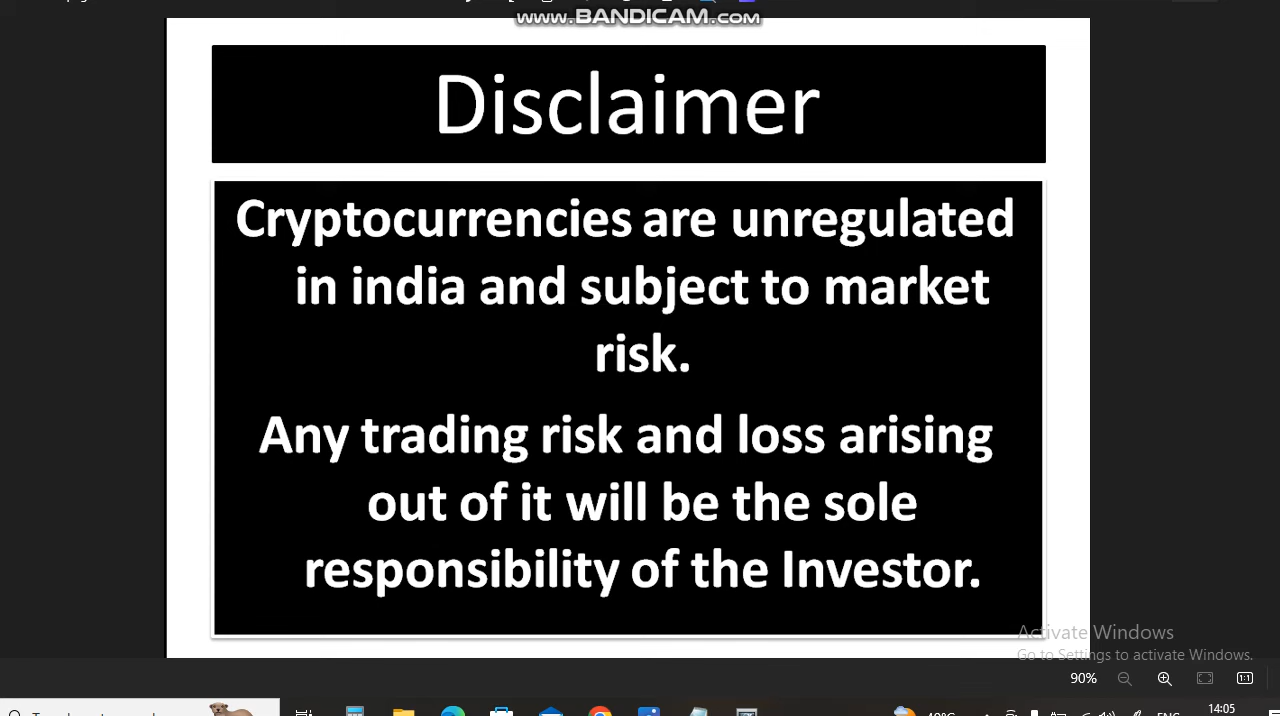 www.BANDICAM.com
Disclaimer
Cryptocurrencies are unregulated
in india and subject to market
risk.
Any trading risk and loss arising
out of it will be the sole
responsibility of the Investor.
Activate Windows
Go to Settings to activate Windows.
90%
1:1
14:05